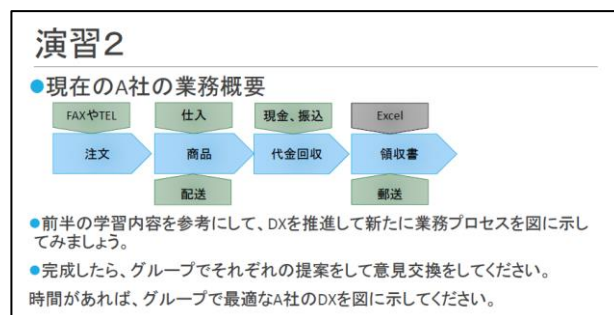 演習2
●現在のA社の業務概要
FAXやTEL
仕入
現金、振込
Excel
注文
商品
代金回収
領収書
配送
郵送
●前半の学習内容を参考にして、DXを推進して新たに業務プロセスを図に示し
てみましょう。
●完成したら、グループでそれぞれの提案をして意見交換をしてください。
時間があれば、グループで最適なA社のDXを図に示してください。